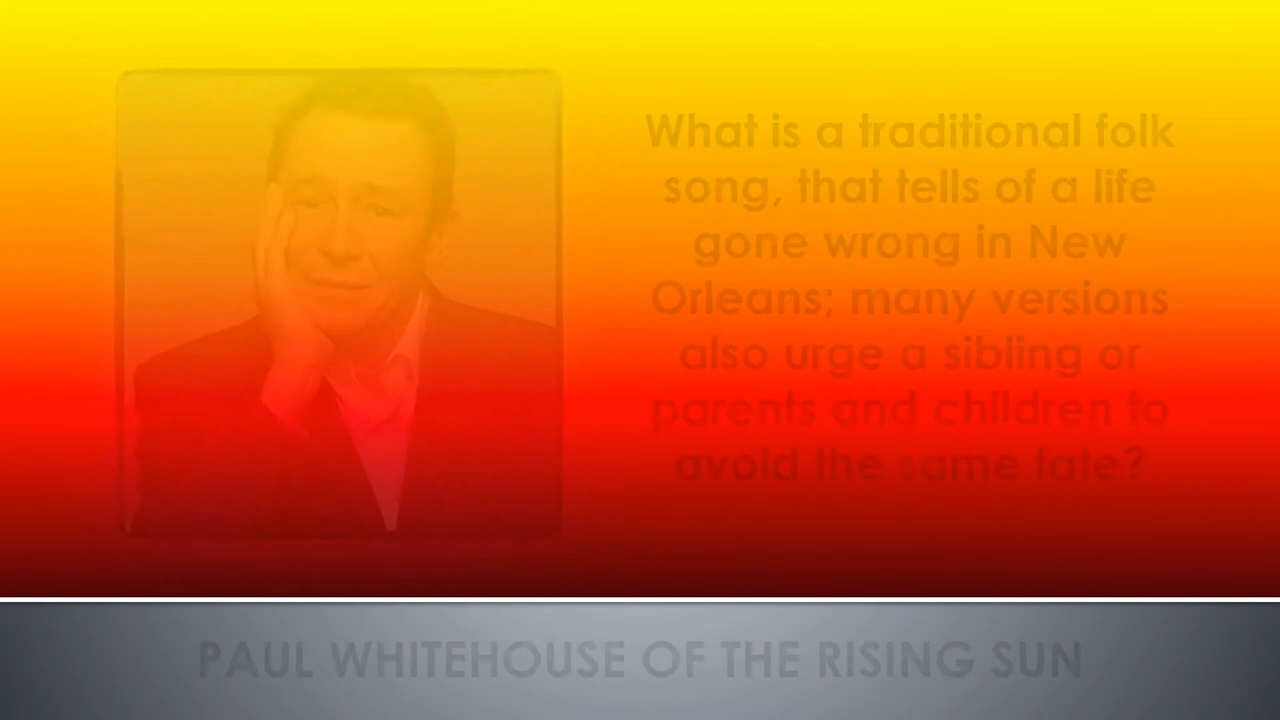 What is a traditional folk
song, that tells of a life
gone wrong in New
Orleans; many versions
also urge a sibling or
parents and children to
avoid the same fate?
PAUL WHITEHOUSE OF THE RISING SUN